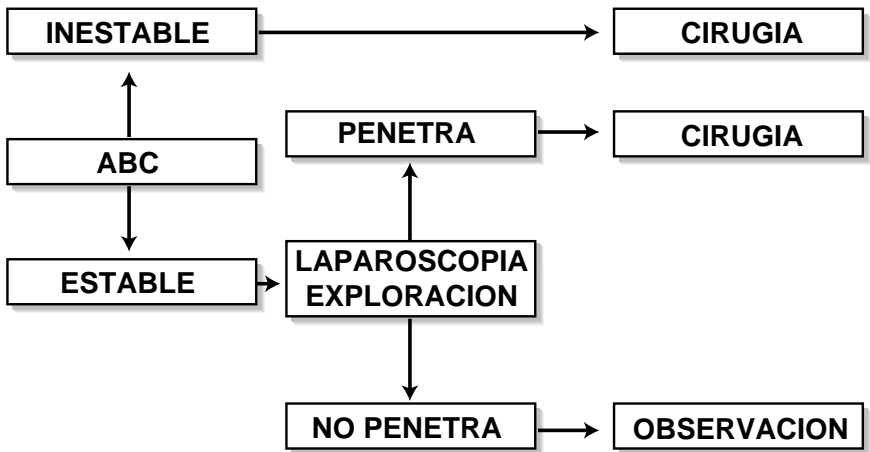 INESTABLE
CIRUGIA
PENETRA
CIRUGIA
ABC
ESTABLE
LAPAROSCOPIA
EXPLORACION
NO PENETRA
OBSERVACION